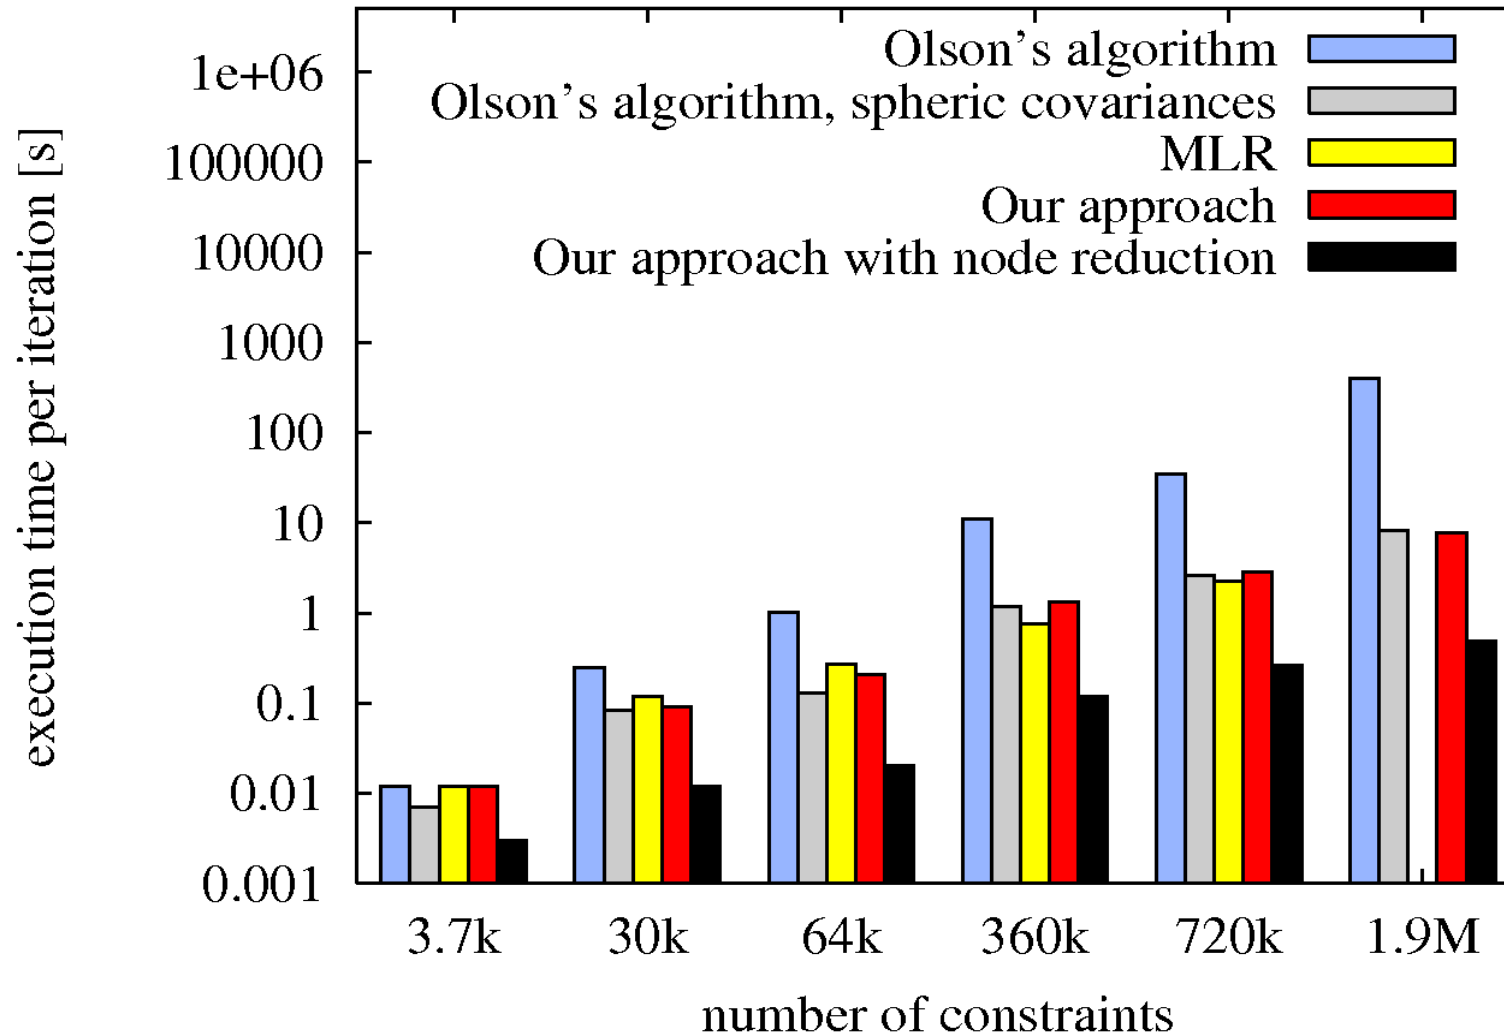 Olson's algorithm
Olson's algorithm, spheric covariances
MLR
Our approach
Our approach with node reduction
execution time per iteration [s]
1e+06
100000
10000
1000
100
10
1
0.1
0.01
0.001
3.7k 30k 64k 360k 720k 1.9M
number of constraints